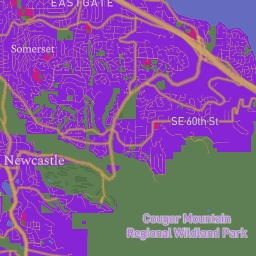 EASTGATE
Somerset
SE 60th St
Newcastle
Cougar Mountain
Regional Wildland Park